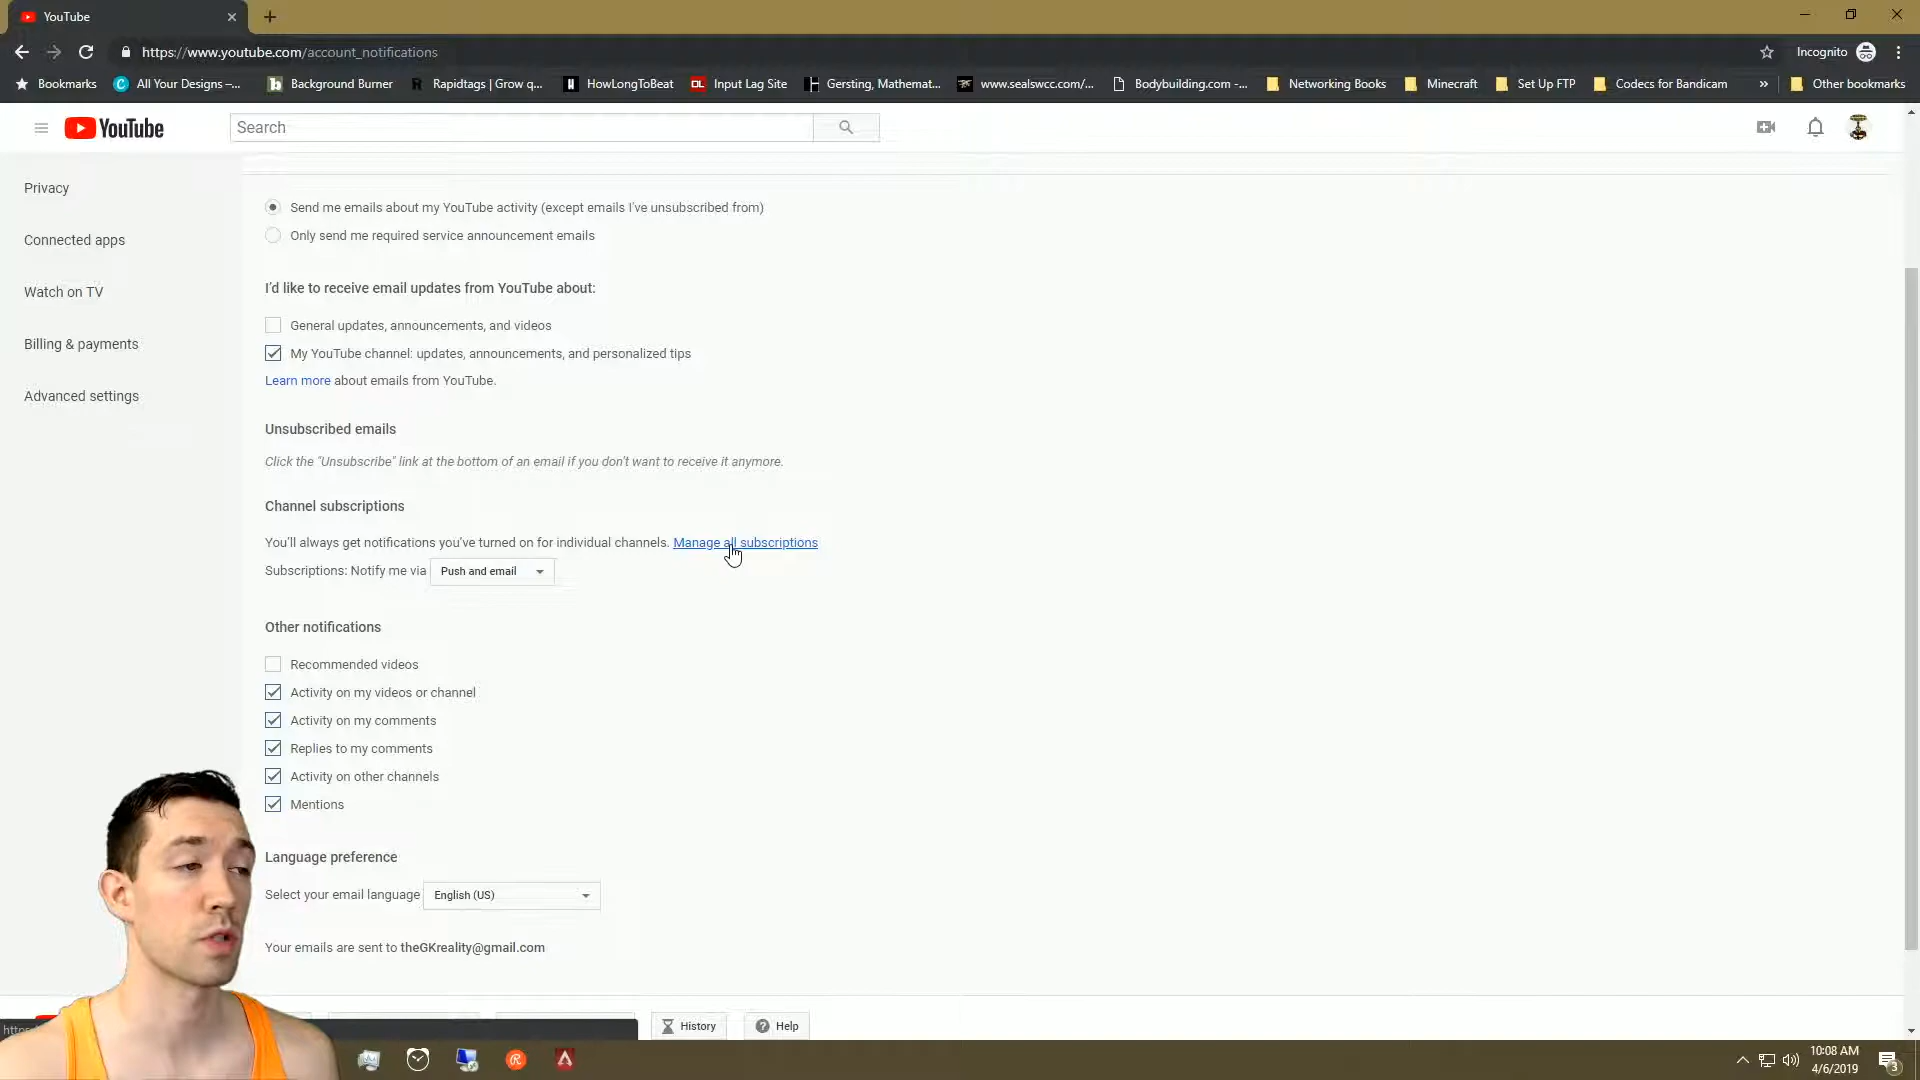 YouTube
https://www.youtube.com/account_notifications
Incognito
Bookmarks
All Your Designs –...
Background Burner
Rapidtags | Grow q...
HowLongToBeat
Input Lag Site
Gersting, Mathemat...
www.sealswcc.com/...
Bodybuilding.com -...
Networking Books
Minecraft
Set Up FTP
Codecs for Bandicam
»
Other bookmarks
YouTube
Search
Privacy
Connected apps
Watch on TV
Billing & payments
Advanced settings
Send me emails about my YouTube activity (except emails I've unsubscribed from)
Only send me required service announcement emails
I'd like to receive email updates from YouTube about:
General updates, announcements, and videos
My YouTube channel: updates, announcements, and personalized tips
Learn more about emails from YouTube.
Unsubscribed emails
Click the "Unsubscribe" link at the bottom of an email if you don't want to receive it anymore.
Channel subscriptions
You'll always get notifications you've turned on for individual channels. Manage all subscriptions
Subscriptions: Notify me via Push and email
Other notifications
Recommended videos
Activity on my videos or channel
Activity on my comments
Replies to my comments
Activity on other channels
Mentions
Language preference
Select your email language English (US)
Your emails are sent to theGKreality@gmail.com
History
Help
10:08 AM
4/6/2019
3